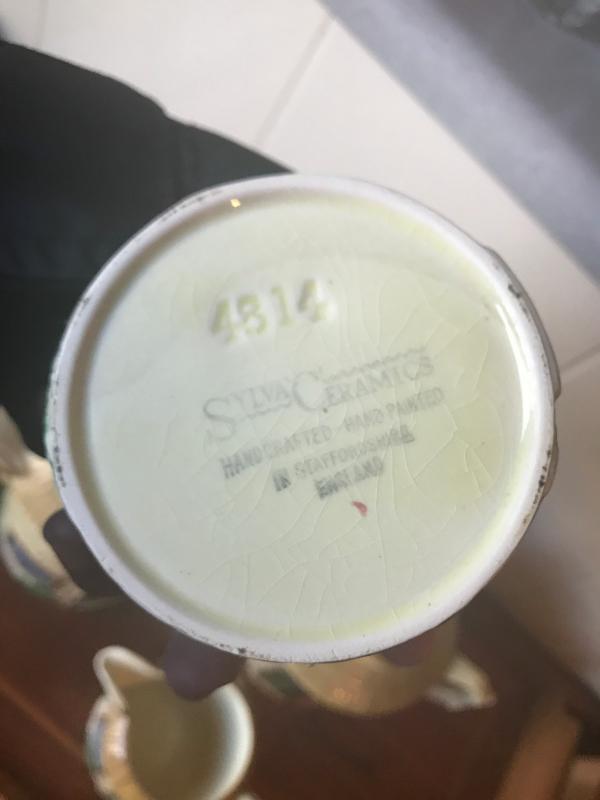 4814
SYLVAC CERAMICS
HANDCRAFTED HAND PAINTED
IN STAFFORDSHIRE
ENGLAND